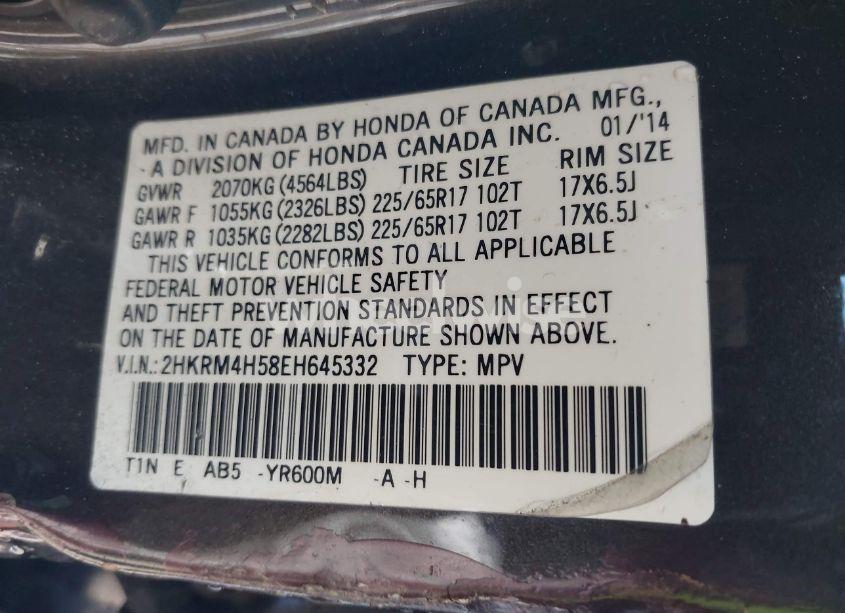 MFD. IN CANADA BY HONDA OF CANADA MFG.,
A DIVISION OF HONDA CANADA INC. 01/'14
GVWR 2070KG (4564LBS) TIRE SIZE RIM SIZE
GAWR F 1055KG (2326LBS) 225/65R17 102T 17X6.5J
GAWR R 1035KG (2282LBS) 225/65R17 102T 17X6.5J
THIS VEHICLE CONFORMS TO ALL APPLICABLE
FEDERAL MOTOR VEHICLE SAFETY
AND THEFT PREVENTION STANDARDS IN EFFECT
ON THE DATE OF MANUFACTURE SHOWN ABOVE.
V.I.N.: 2HKRM4H58EH645332 TYPE: MPV
T1N E AB5 -YR600M -A -H